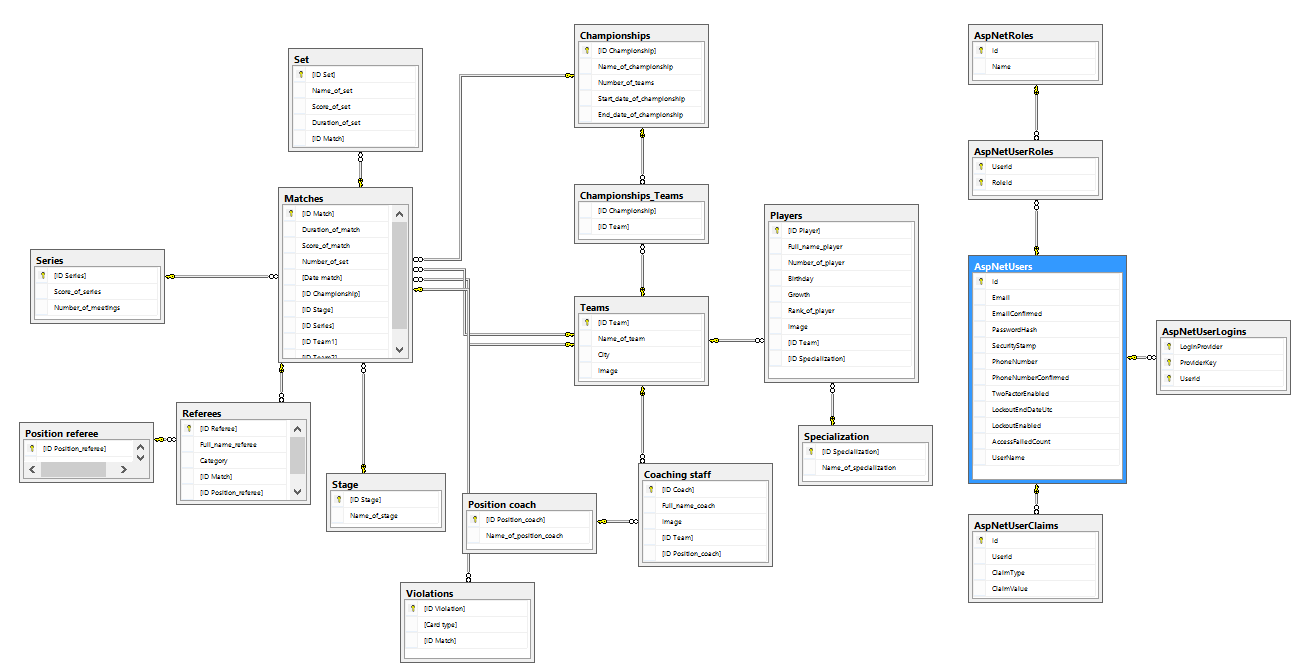 Set
[ID Set]
Name_of_set
Score_of_set
Duration_of_set
[ID Match]
Championships
[ID Championship]
Name_of_championship
Number_of_teams
Start_date_of_championship
End_date_of_championship
AspNetRoles
Id
Name
AspNetUserRoles
UserId
RoleId
Matches
[ID Match]
Duration_of_match
Score_of_match
Number_of_set
[Date match]
[ID Championship]
[ID Stage]
[ID Series]
[ID Team1]
[ID Team2]
Championships_Teams
[ID Championship]
[ID Team]
Players
[ID Player]
Full_name_player
Number_of_player
Birthday
Growth
Rank_of_player
Image
[ID Team]
[ID Specialization]
Series
[ID Series]
Score_of_series
Number_of_meetings
AspNetUsers
Id
Email
EmailConfirmed
PasswordHash
SecurityStamp
PhoneNumber
PhoneNumberConfirmed
TwoFactorEnabled
LockoutEndDateUtc
LockoutEnabled
AccessFailedCount
UserName
Teams
[ID Team]
Name_of_team
City
Image
AspNetUserLogins
LoginProvider
ProviderKey
UserId
Referees
[ID Referee]
Full_name_referee
Category
[ID Match]
[ID Position_referee]
Position referee
[ID Position_referee]
Specialization
[ID Specialization]
Name_of_specialization
Stage
[ID Stage]
Name_of_stage
Position coach
[ID Position_coach]
Name_of_position_coach
Coaching staff
[ID Coach]
Full_name_coach
Image
[ID Team]
[ID Position_coach]
AspNetUserClaims
Id
UserId
ClaimType
ClaimValue
Violations
[ID Violation]
[Card type]
[ID Match]